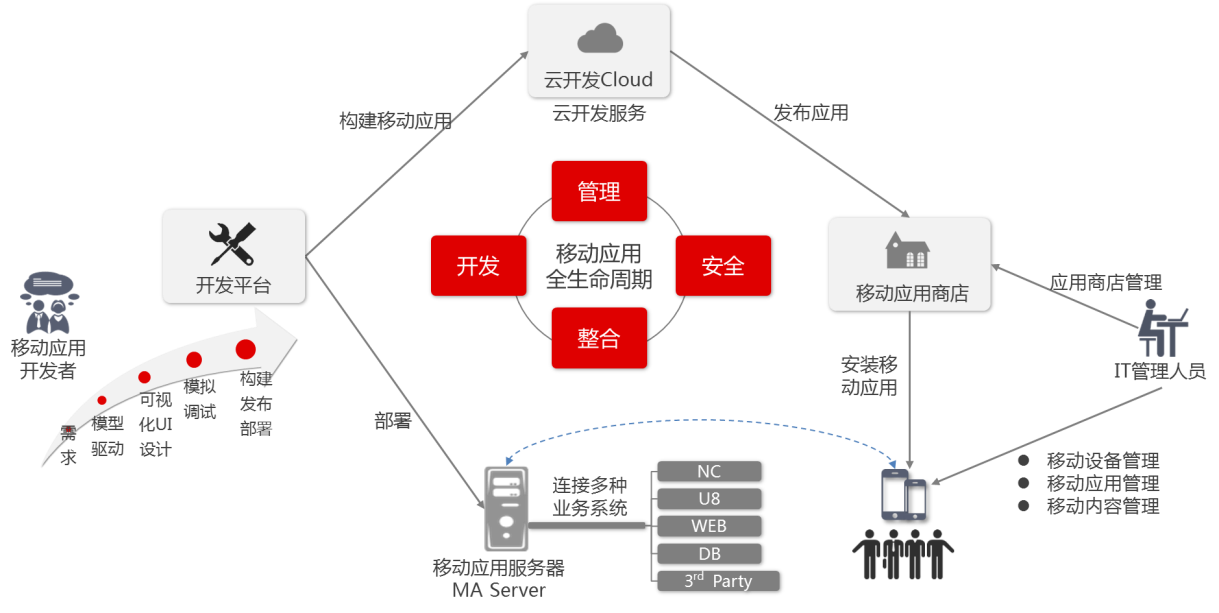 云开发Cloud
云开发服务
构建移动应用
发布应用
管理
开发
移动应用
全生命周期
安全
整合
开发平台
移动应用商店
应用商店管理
IT管理人员
移动应用
开发者
需
求
模型
驱动
可视
化UI
设计
模拟
调试
构建
发布
部署
部署
安装移
动应用
连接多种
业务系统
NC
U8
WEB
DB
3rd Party
移动应用服务器
MA Server
移动设备管理
移动应用管理
移动内容管理